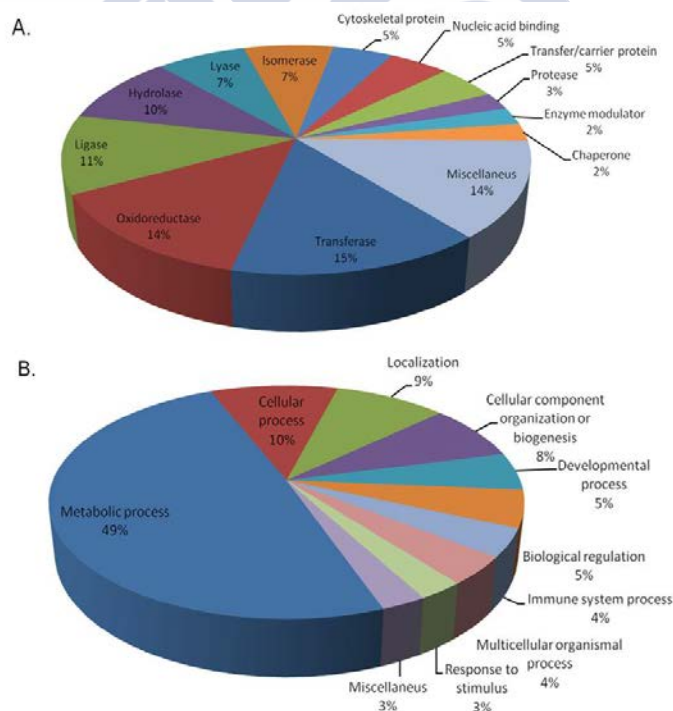 A.
Cytoskeletal protein
5%
Nucleic acid binding
5%
Transfer/carrier protein
5%
Protease
3%
Enzyme modulator
2%
Chaperone
2%
Miscellaneus
14%
Transferase
15%
Oxidoreductase
14%
Ligase
11%
Hydrolase
10%
Lyase
7%
Isomerase
7%
B.
Localization
9%
Cellular component
organization or
biogenesis
8%
Developmental
process
5%
Biological regulation
5%
Immune system process
4%
Multicellular organismal
process
4%
Response to
stimulus
3%
Miscellaneus
3%
Metabolic process
49%
Cellular
process
10%